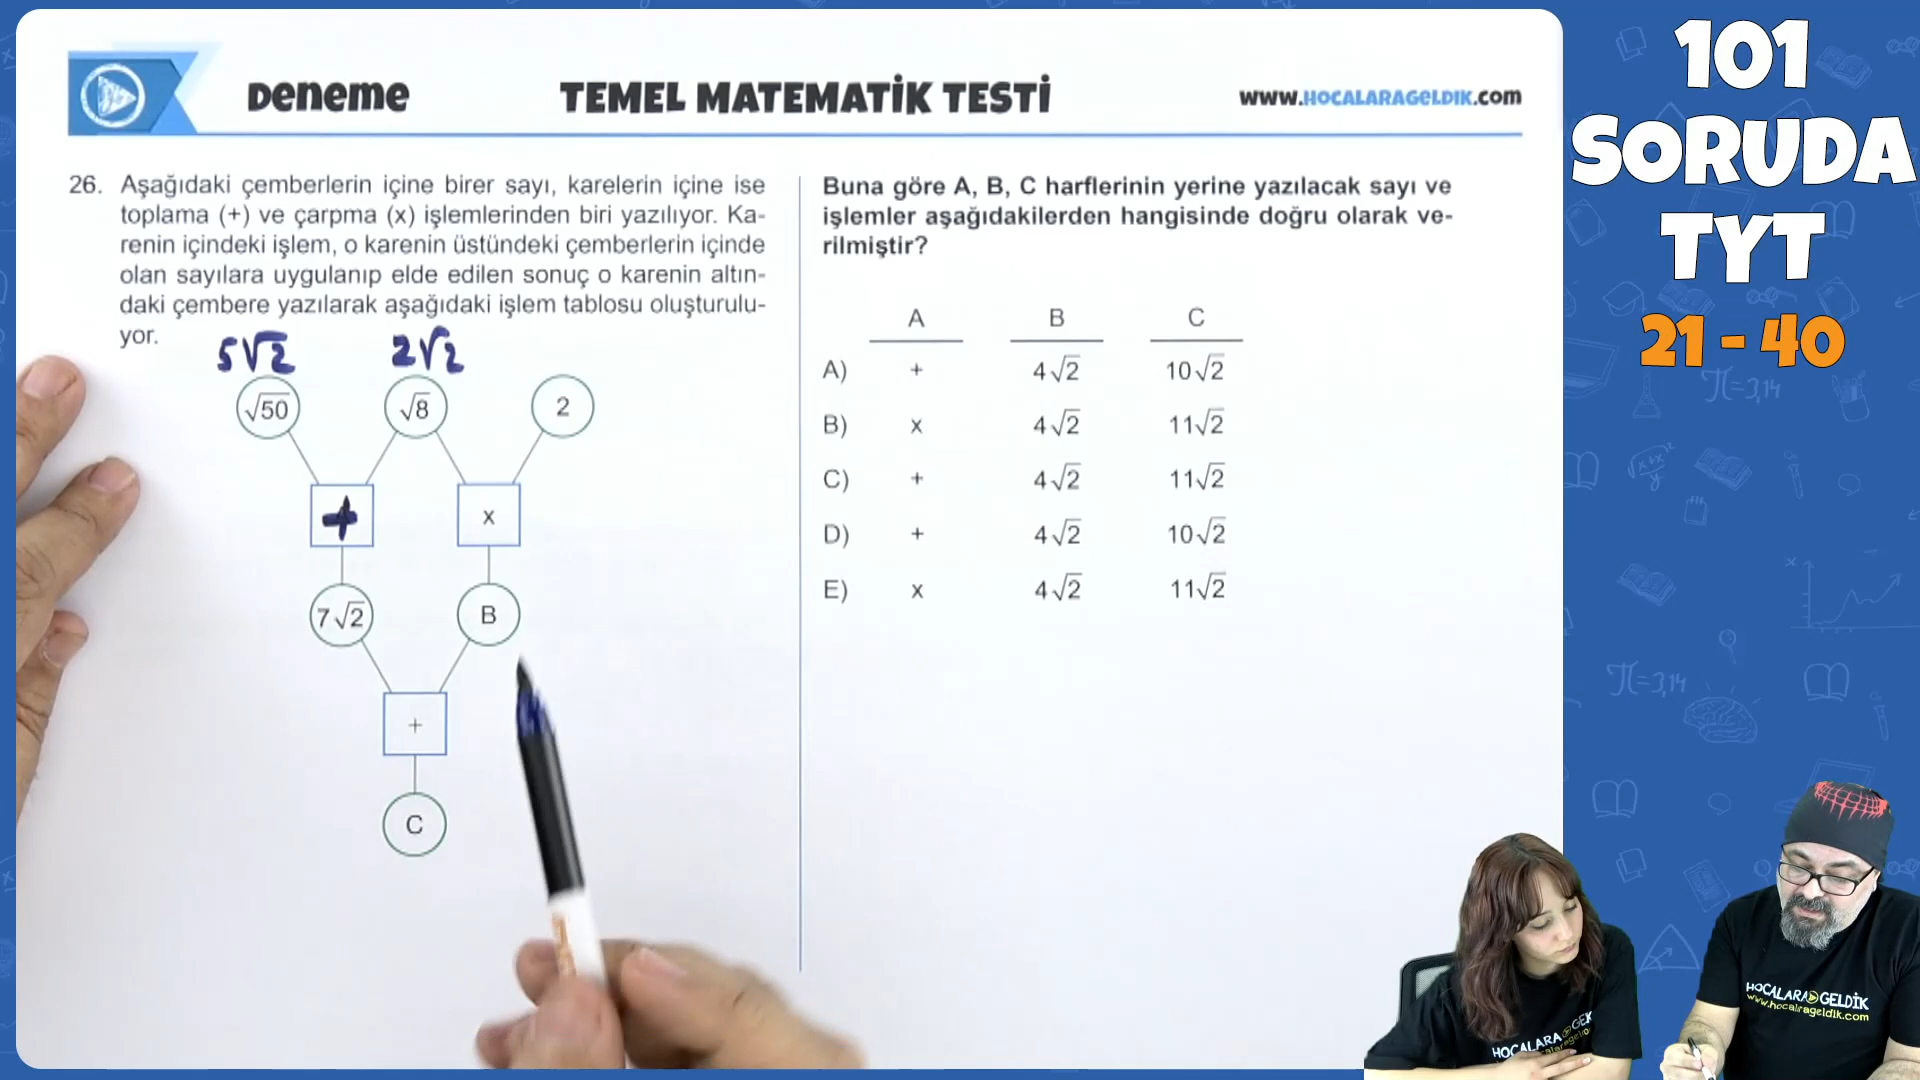 Deneme
TEMEL MATEMATİK TESTİ
www.HOCALARAGELDIK.com
101
SORUDA
TYT
21 - 40
26. Aşağıdaki çemberlerin içine birer sayı, karelerin içine ise
toplama (+) ve çarpma (x) işlemlerinden biri yazılıyor. Ka-
renin içindeki işlem, o karenin üstündeki çemberlerin içinde
olan sayılara uygulanıp elde edilen sonuç o karenin altın-
daki çembere yazılarak aşağıdaki işlem tablosu oluşturulu-
yor.
5√2 2√2
√50 √8 2
+ x
7√2 B
+
C
Buna göre A, B, C harflerinin yerine yazılacak sayı ve
işlemler aşağıdakilerden hangisinde doğru olarak ve-
rilmiştir?
A B C
A) + 4√2 10√2
B) x 4√2 11√2
C) + 4√2 11√2
D) + 4√2 10√2
E) x 4√2 11√2
π=3,14
π=3,14
HOCALARA GELDİK
www.hocalarageldik.com
HOCALARA GEL